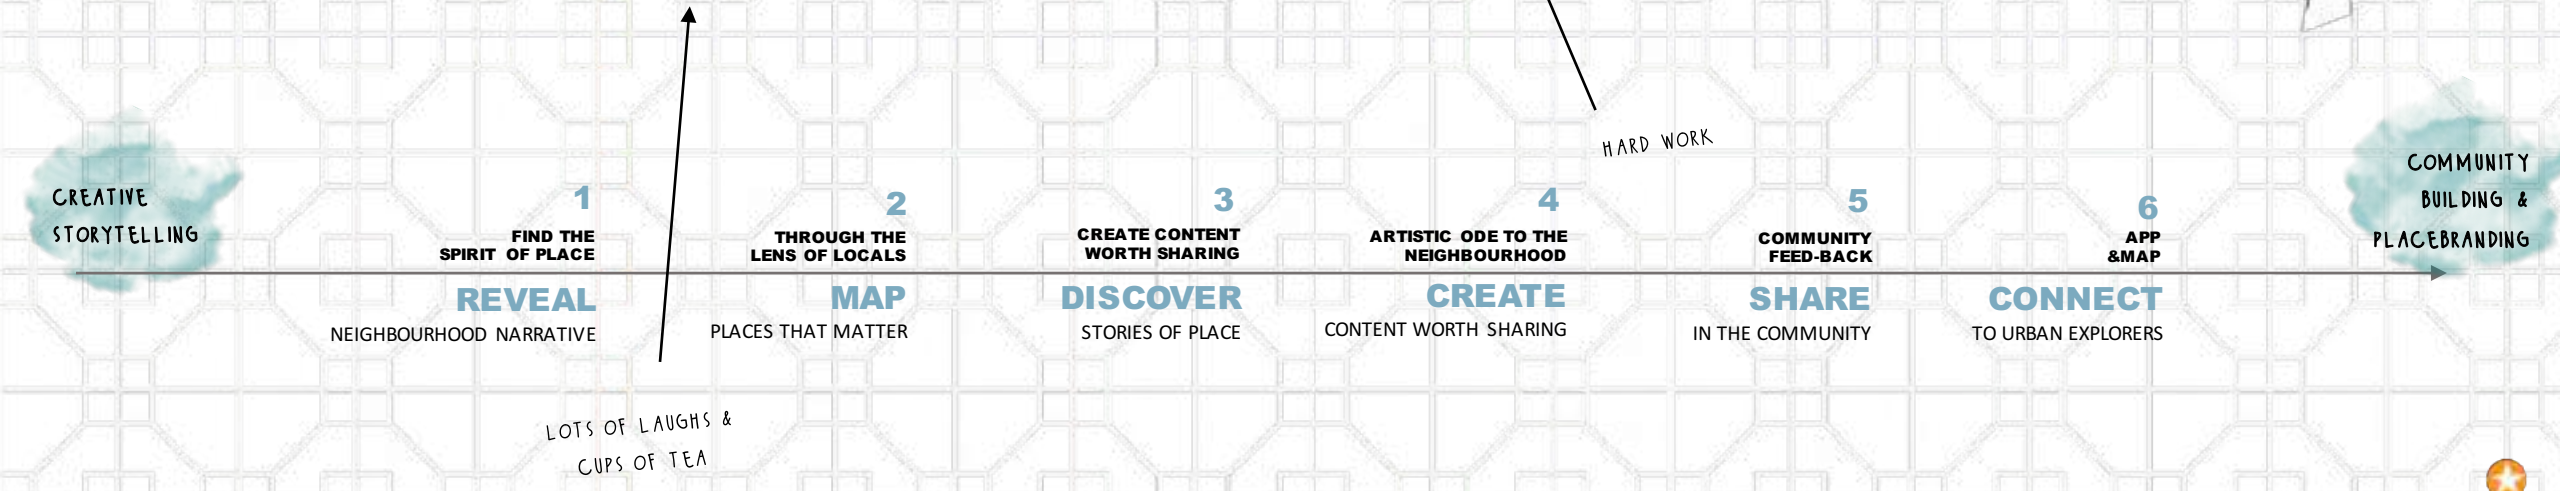 CREATIVE
STORYTELLING
1
FIND THE
SPIRIT OF PLACE
REVEAL
NEIGHBOURHOOD NARRATIVE
LOTS OF LAUGHS &
CUPS OF TEA
2
THROUGH THE
LENS OF LOCALS
MAP
PLACES THAT MATTER
3
CREATE CONTENT
WORTH SHARING
DISCOVER
STORIES OF PLACE
4
ARTISTIC ODE TO THE
NEIGHBOURHOOD
CREATE
CONTENT WORTH SHARING
HARD WORK
5
COMMUNITY
FEED-BACK
SHARE
IN THE COMMUNITY
6
APP
&MAP
CONNECT
TO URBAN EXPLORERS
COMMUNITY
BUILDING &
PLACEBRANDING